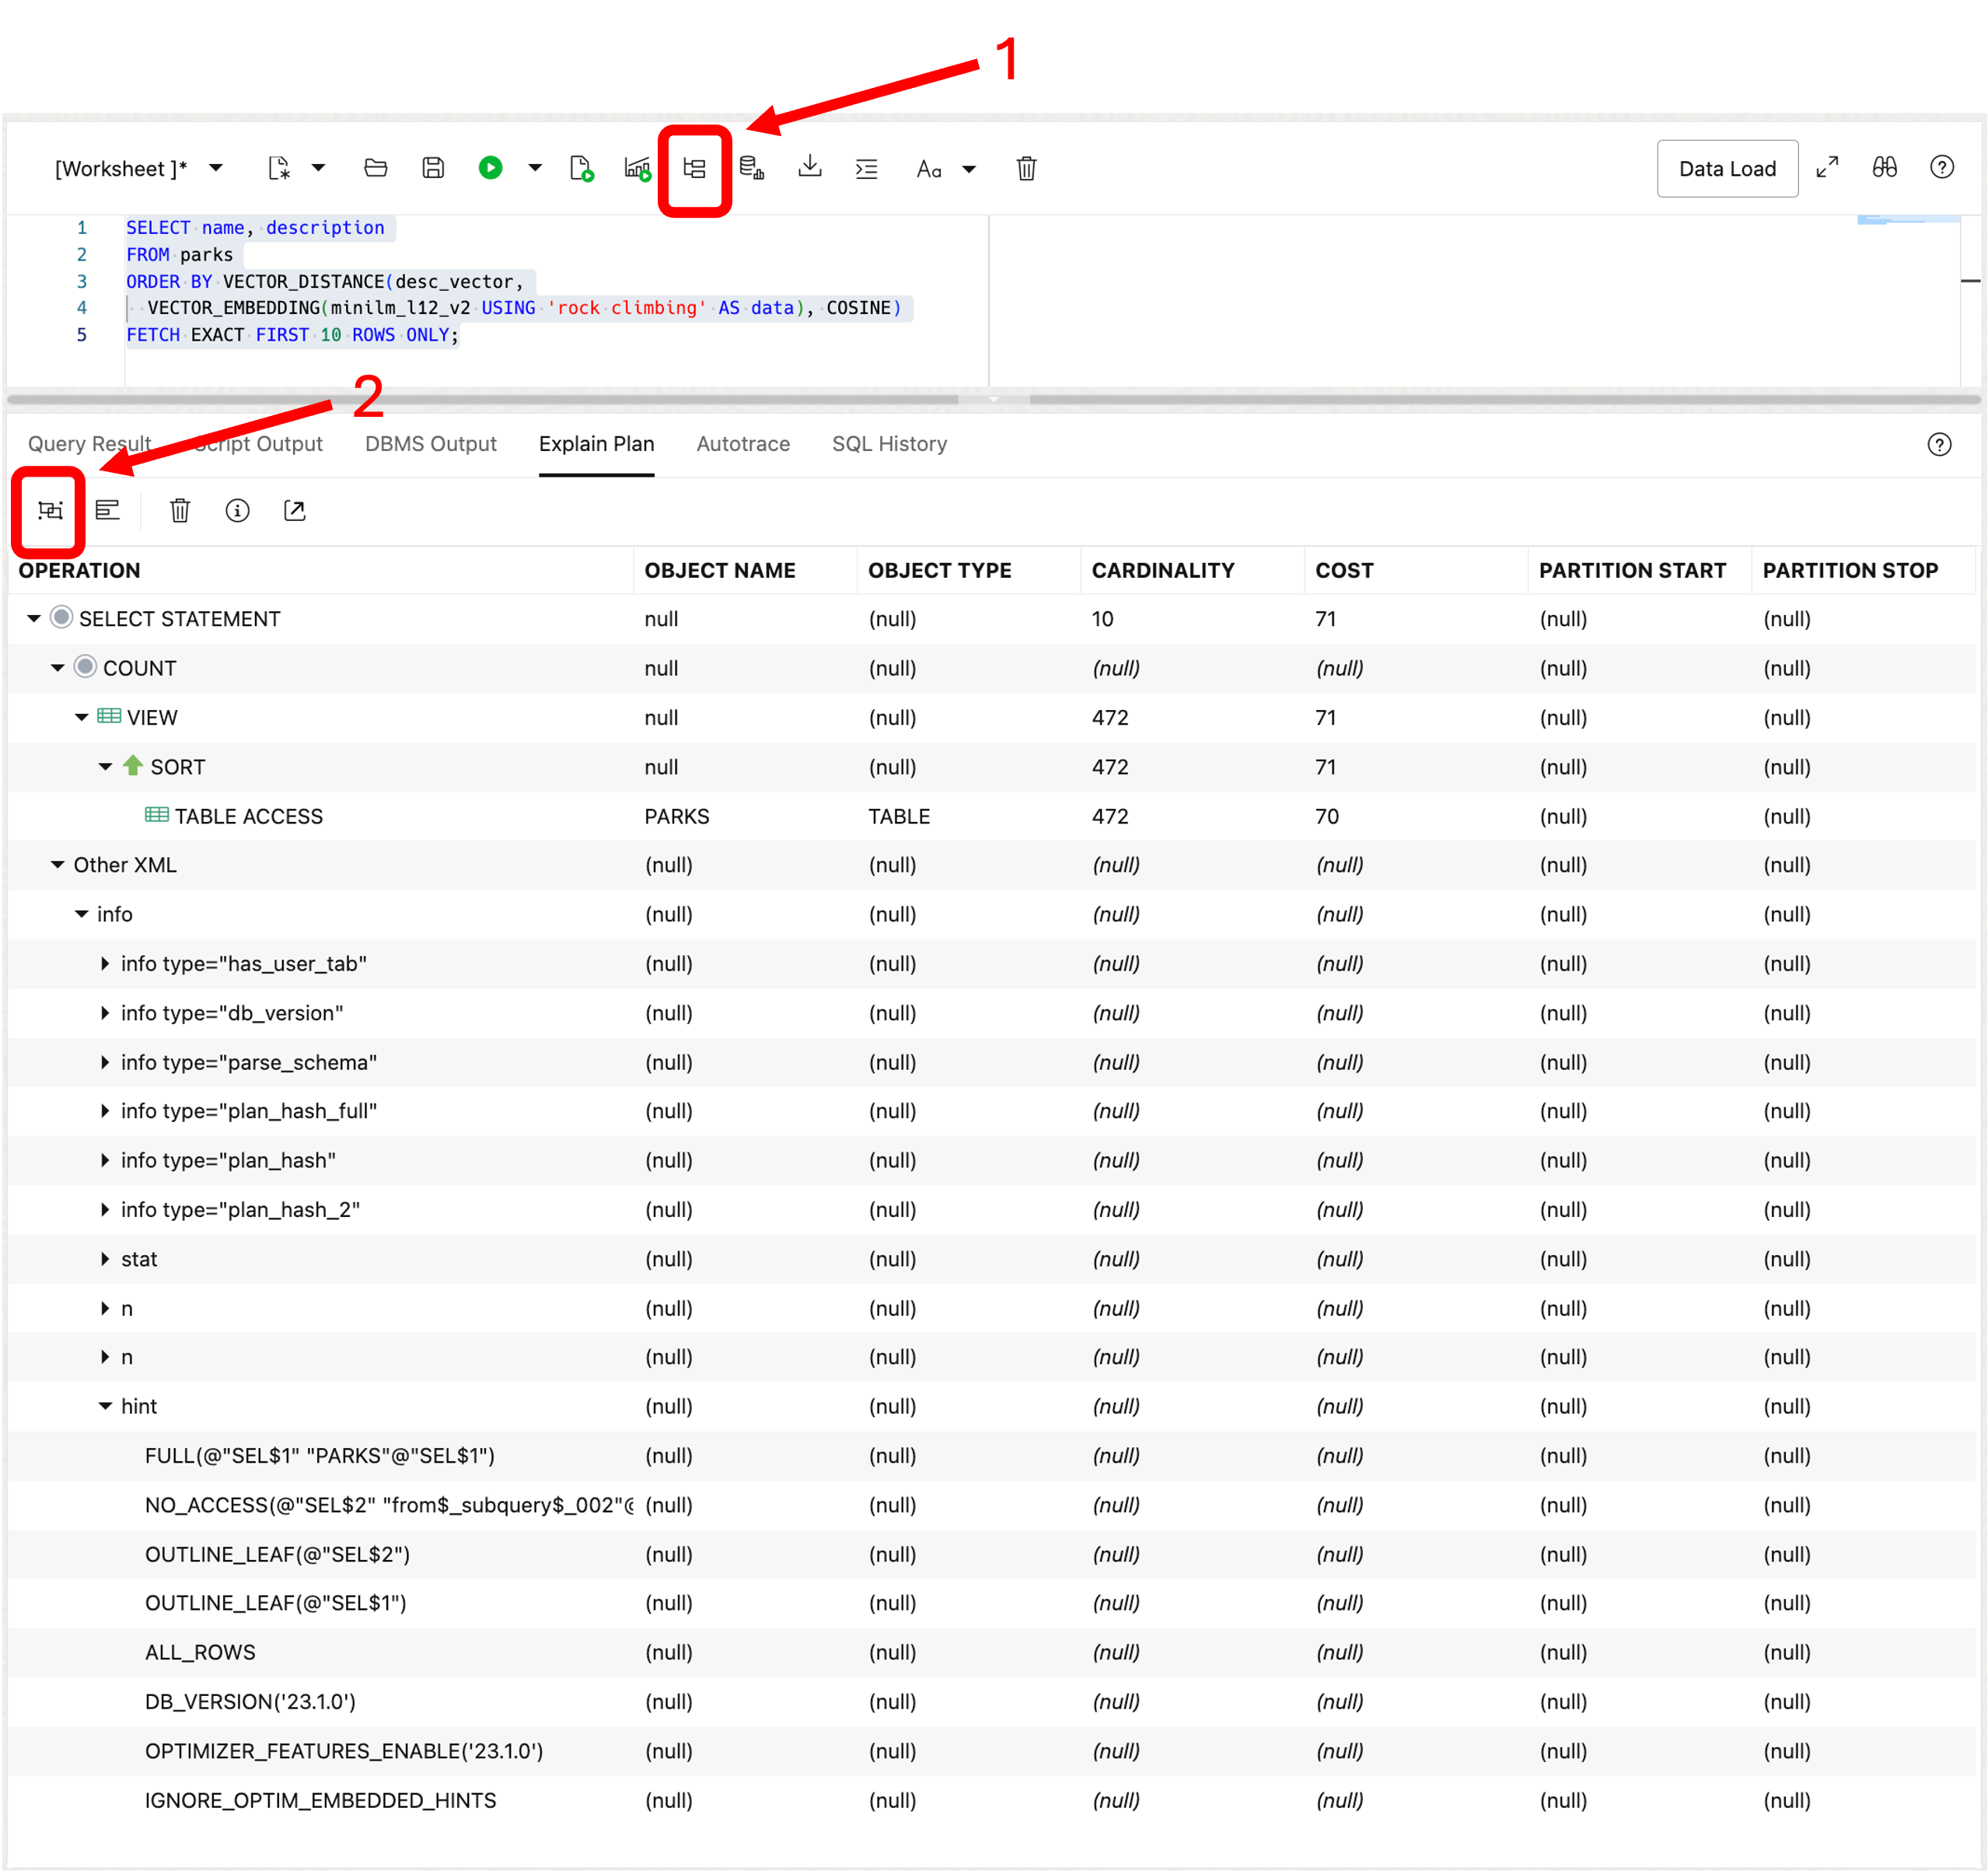 1
[Worksheet ]*
Aa
Data Load
1 SELECT name, description
2 FROM parks
3 ORDER BY VECTOR_DISTANCE(desc_vector,
4 VECTOR_EMBEDDING(minilm_l12_v2 USING 'rock climbing' AS data), COSINE)
5 FETCH EXACT FIRST 10 ROWS ONLY;
2
Query Result Script Output DBMS Output Explain Plan Autotrace SQL History
OPERATION OBJECT NAME OBJECT TYPE CARDINALITY COST PARTITION START PARTITION STOP
SELECT STATEMENT null (null) 10 71 (null) (null)
COUNT null (null) (null) (null) (null) (null)
VIEW null (null) 472 71 (null) (null)
SORT null (null) 472 71 (null) (null)
TABLE ACCESS PARKS TABLE 472 70 (null) (null)
Other XML (null) (null) (null) (null) (null) (null)
info (null) (null) (null) (null) (null) (null)
info type="has_user_tab" (null) (null) (null) (null) (null) (null)
info type="db_version" (null) (null) (null) (null) (null) (null)
info type="parse_schema" (null) (null) (null) (null) (null) (null)
info type="plan_hash_full" (null) (null) (null) (null) (null) (null)
info type="plan_hash" (null) (null) (null) (null) (null) (null)
info type="plan_hash_2" (null) (null) (null) (null) (null) (null)
stat (null) (null) (null) (null) (null) (null)
n (null) (null) (null) (null) (null) (null)
n (null) (null) (null) (null) (null) (null)
hint (null) (null) (null) (null) (null) (null)
FULL(@"SEL$1" "PARKS"@"SEL$1") (null) (null) (null) (null) (null) (null)
NO_ACCESS(@"SEL$2" "from$_subquery$_002"@ (null) (null) (null) (null) (null) (null)
OUTLINE_LEAF(@"SEL$2") (null) (null) (null) (null) (null) (null)
OUTLINE_LEAF(@"SEL$1") (null) (null) (null) (null) (null) (null)
ALL_ROWS (null) (null) (null) (null) (null) (null)
DB_VERSION('23.1.0') (null) (null) (null) (null) (null) (null)
OPTIMIZER_FEATURES_ENABLE('23.1.0') (null) (null) (null) (null) (null) (null)
IGNORE_OPTIM_EMBEDDED_HINTS (null) (null) (null) (null) (null) (null)